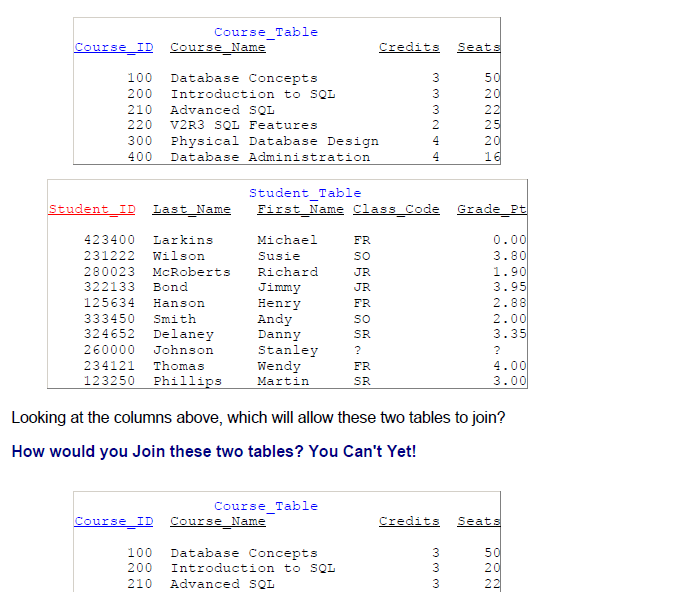 Course_Table
Course_ID Course_Name Credits Seats
100 Database Concepts 3 50
200 Introduction to SQL 3 20
210 Advanced SQL 3 22
220 V2R3 SQL Features 2 25
300 Physical Database Design 4 20
400 Database Administration 4 16
Student_Table
Student_ID Last_Name First_Name Class_Code Grade_Pt
423400 Larkins Michael FR 0.00
231222 Wilson Susie SO 3.80
280023 McRoberts Richard JR 1.90
322133 Bond Jimmy JR 3.95
125634 Hanson Henry FR 2.88
333450 Smith Andy SO 2.00
324652 Delaney Danny SR 3.35
260000 Johnson Stanley ? ?
234121 Thomas Wendy FR 4.00
123250 Phillips Martin SR 3.00
Looking at the columns above, which will allow these two tables to join?
How would you Join these two tables? You Can't Yet!
Course_Table
Course_ID Course_Name Credits Seats
100 Database Concepts 3 50
200 Introduction to SQL 3 20
210 Advanced SQL 3 22